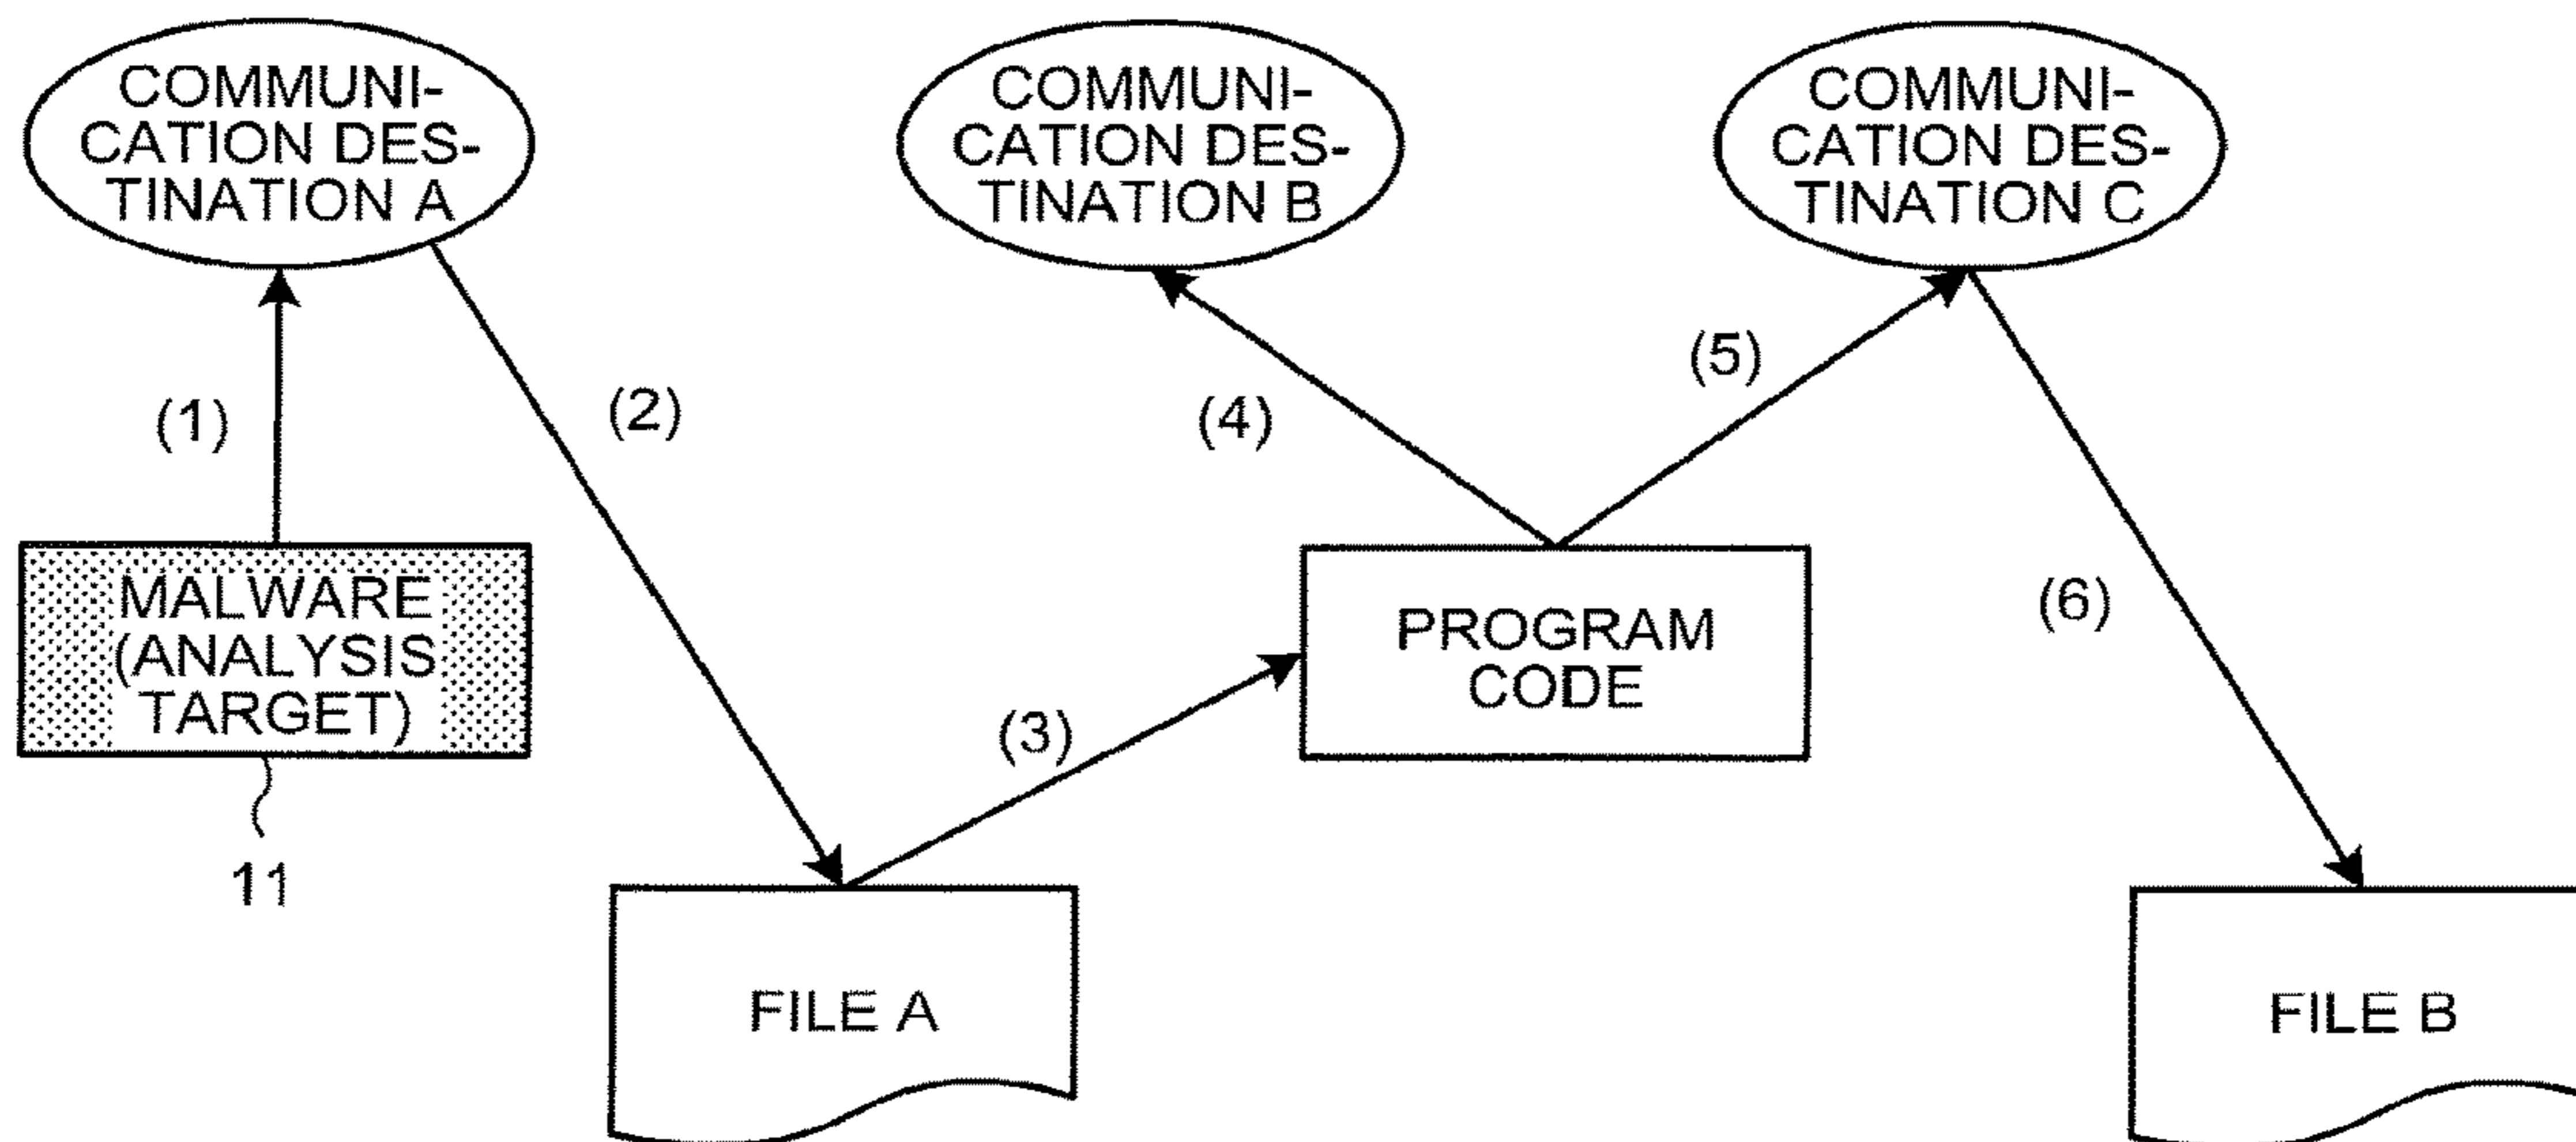 COMMUNI-
CATION DES-
TINATION A
COMMUNI-
CATION DES-
TINATION B
COMMUNI-
CATION DES-
TINATION C
(1)
(2)
(4)
(5)
MALWARE
(ANALYSIS
TARGET)
11
(3)
PROGRAM
CODE
(6)
FILE A
FILE B